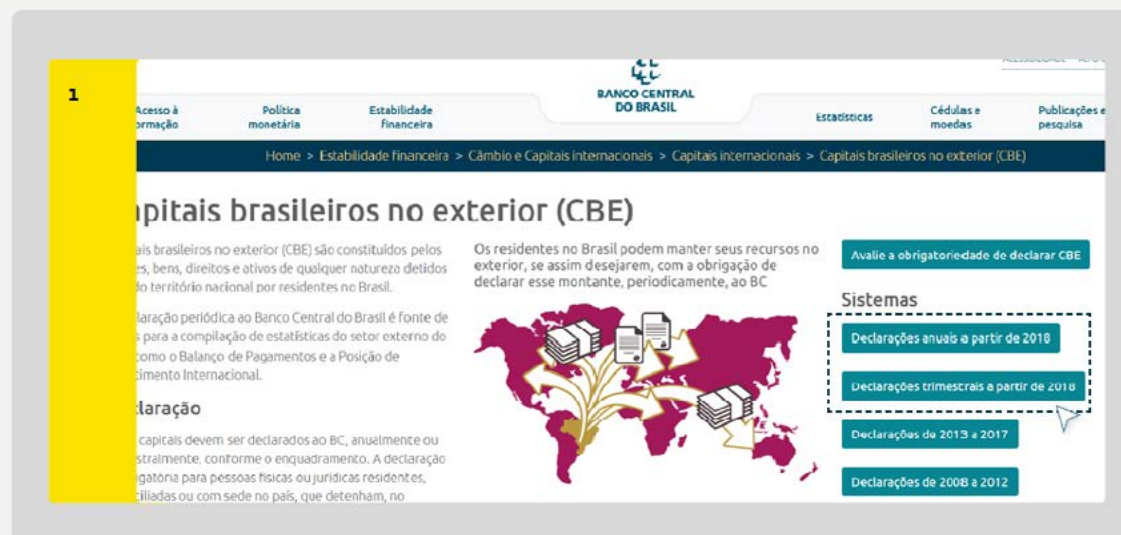 1
BANCO CENTRAL
DO BRASIL
Acesso à
Política
monetária
Estabilidade
financeira
Estatísticas
Cédulas e
moedas
Publicações e
pesquisa
Home > Estabilidade financeira > Câmbio e Capitais internacionais > Capitais internacionais > Capitais brasileiros no exterior (CBE)
apitais brasileiros no exterior (CBE)
ais brasileiros no exterior (CBE) são constituídos pelos
es, bens, direitos e ativos de qualquer natureza detidos
do território nacional por residentes no Brasil.
laração periódica ao Banco Central do Brasil é fonte de
s para a compilação de estatísticas do setor externo do
como o Balanço de Pagamentos e a Posição de
timento Internacional.
claração
capitais devem ser declarados ao BC, anualmente ou
estralmente, conforme o enquadramento. A declaração
igatória para pessoas físicas ou jurídicas residentes,
ciliadas ou com sede no país, que detenham, no
Os residentes no Brasil podem manter seus recursos no
exterior, se assim desejarem, com a obrigação de
declarar esse montante, periodicamente, ao BC
Avalie a obrigatoriedade de declarar CBE
Sistemas
Declarações anuais a partir de 2018
Declarações trimestrais a partir de 2018
Declarações de 2013 a 2017
Declarações de 2008 a 2012